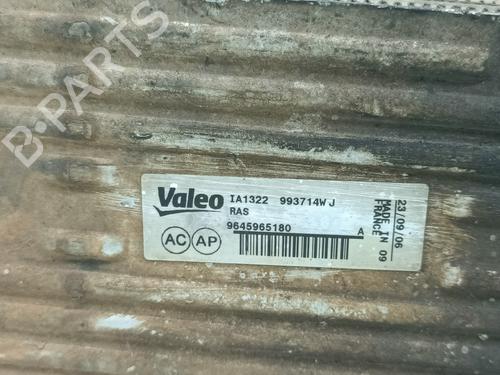 B-PARTS
Valeo
IA1322 993714W J
RAS
9645965180 A
AC AP
23/09/06
MADE IN 09
FRANCE